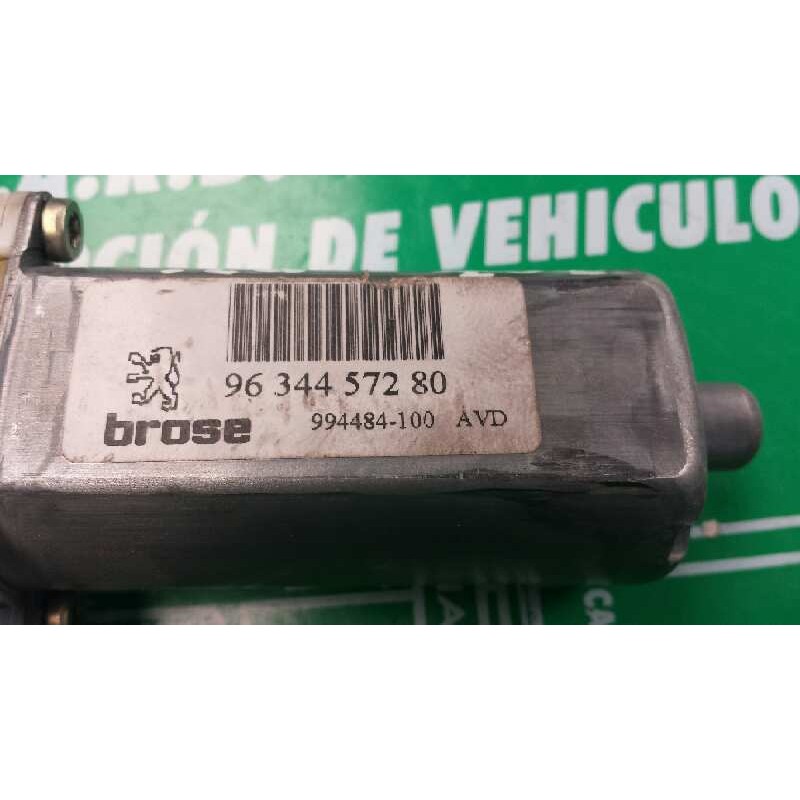 CIÓN DE VEHICULO
96 344 572 80
brose
994484-100 AVD